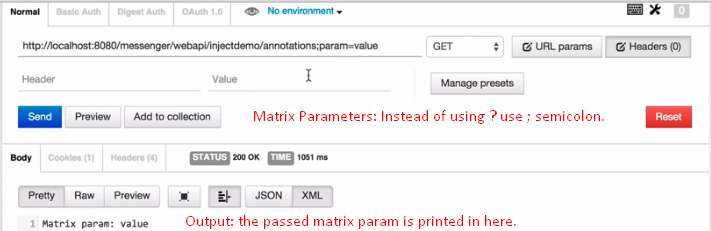 Normal Basic Auth Digest Auth OAuth 1.0 No environment 0
http://localhost:8080/messenger/webapi/injectdemo/annotations;param=value GET URL params Headers (0)
Header Value Manage presets
Send Preview Add to collection Matrix Parameters: Instead of using ? use ; semicolon. Reset
Body Cookies (1) Headers (4) STATUS 200 OK TIME 1051 ms
Pretty Raw Preview JSON XML
1 Matrix param: value Output: the passed matrix param is printed in here.